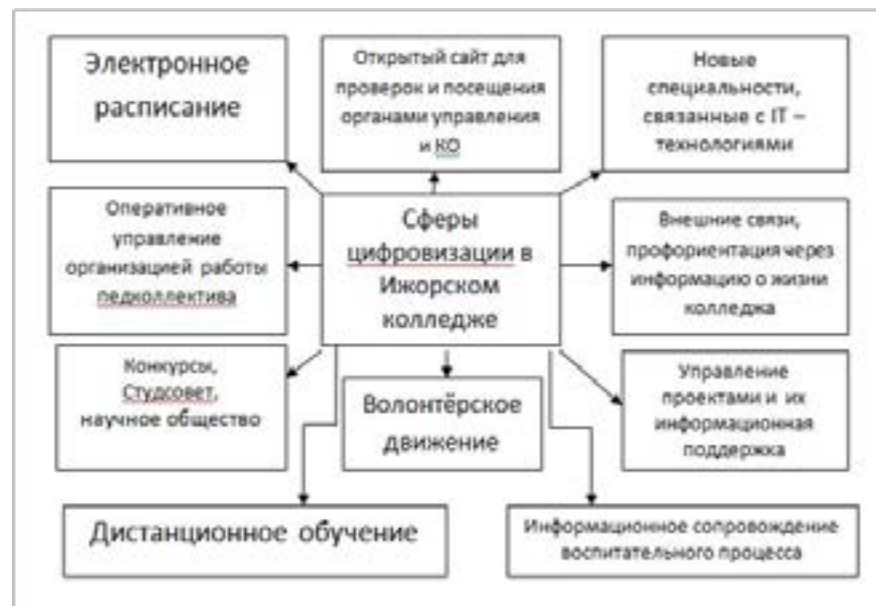 Электронное
расписание
Открытый сайт для
проверок и посещения
органами управления
и КО
Новые
специальности,
связанные с IT –
технологиями
Оперативное
управление
организацией работы
педколлектива
Сферы
цифровизации в
Ижорском
колледже
Внешние связи,
профориентация через
информацию о жизни
колледжа
Конкурсы,
Студсовет,
научное общество
Волонтёрское
движение
Управление
проектами и их
информационная
поддержка
Дистанционное обучение
Информационное сопровождение
воспитательного процесса